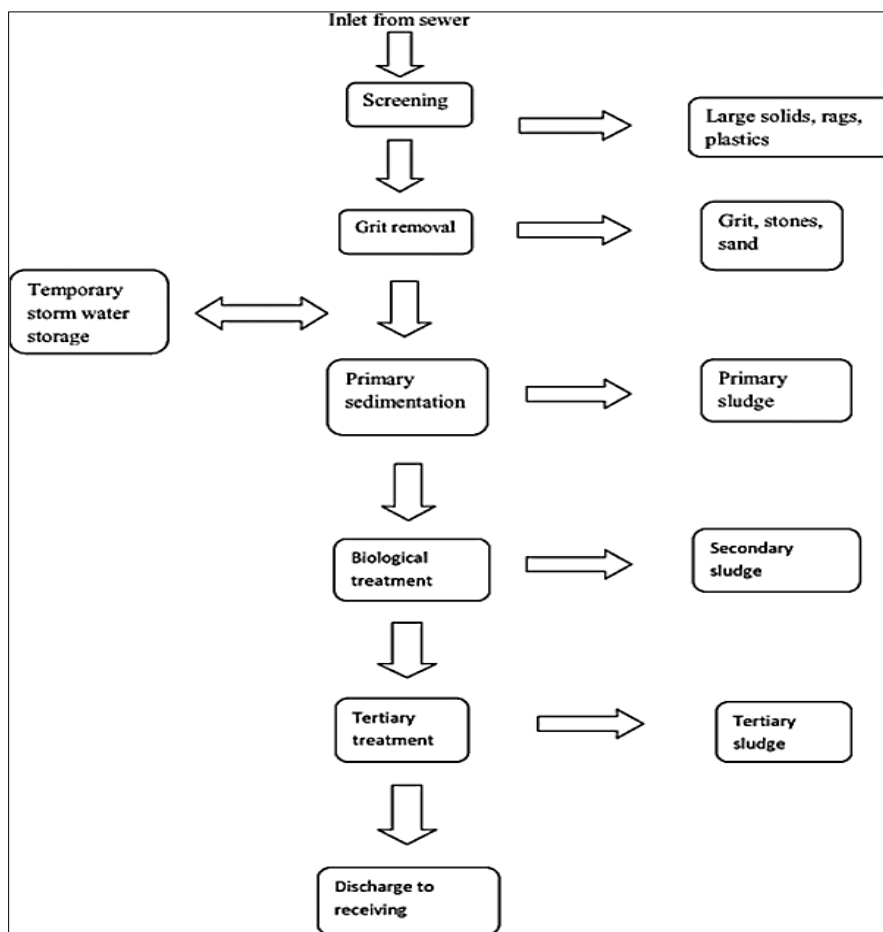 Inlet from sewer
Screening
Large solids, rags,
plastics
Grit removal
Grit, stones,
sand
Temporary
storm water
storage
Primary
sedimentation
Primary
sludge
Biological
treatment
Secondary
sludge
Tertiary
treatment
Tertiary
sludge
Discharge to
receiving